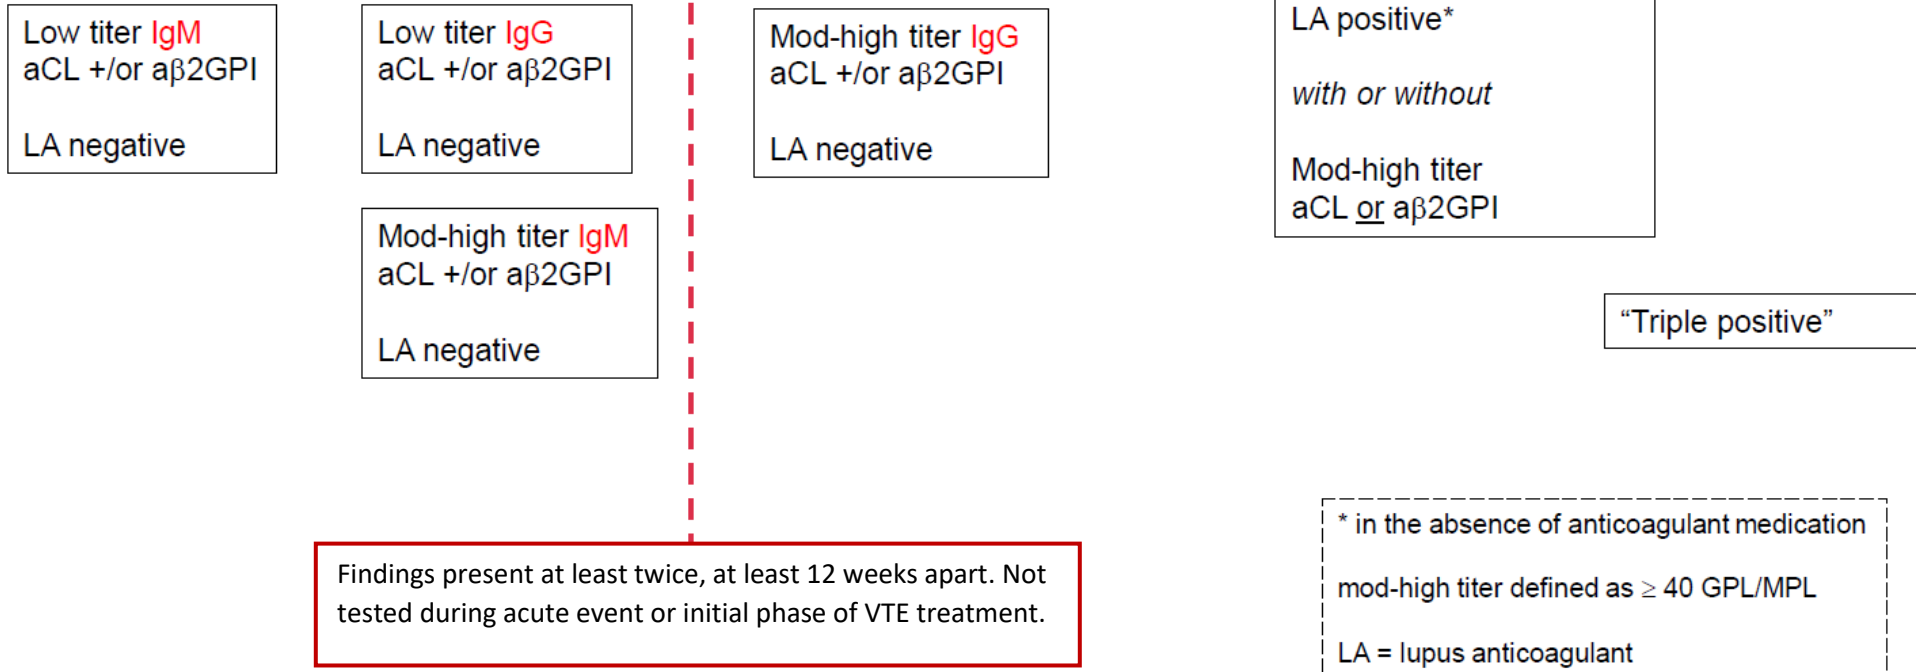 Low titer IgM
aCL +/or aβ2GPI
LA negative
Low titer IgG
aCL +/or aβ2GPI
LA negative
Mod-high titer IgM
aCL +/or aβ2GPI
LA negative
Mod-high titer IgG
aCL +/or aβ2GPI
LA negative
LA positive*
with or without
Mod-high titer
aCL or aβ2GPI
“Triple positive”
Findings present at least twice, at least 12 weeks apart. Not
tested during acute event or initial phase of VTE treatment.
* in the absence of anticoagulant medication
mod-high titer defined as ≥ 40 GPL/MPL
LA = lupus anticoagulant